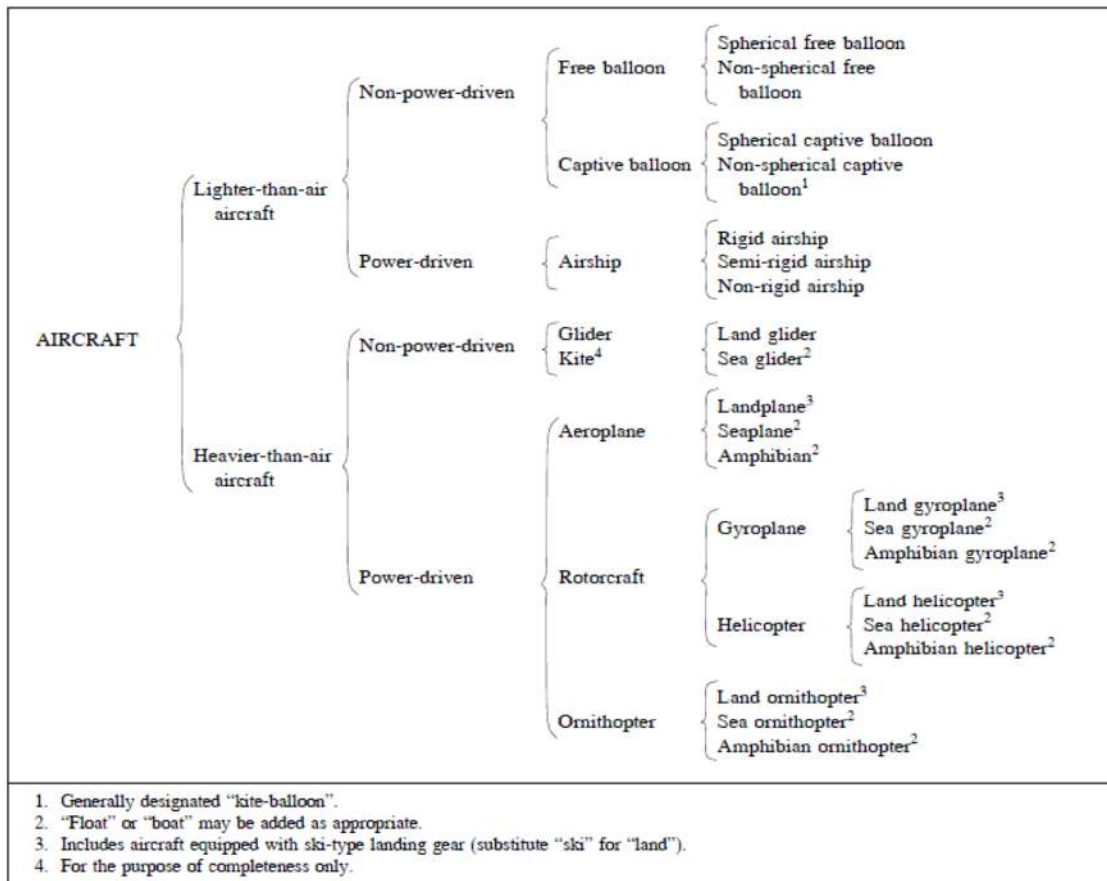 Spherical free balloon
Free balloon
Non-spherical free
Non-power-driven
balloon
Spherical captive balloon
Captive balloon
Non-spherical captive
Lighter-than-air
balloon¹
aircraft
Rigid airship
Power-driven
Airship
Semi-rigid airship
Non-rigid airship
AIRCRAFT
Non-power-driven
Glider
Land glider
Kite⁴
Sea glider²
Landplane³
Aeroplane
Seaplane²
Heavier-than-air
Amphibian²
aircraft
Land gyroplane³
Gyroplane
Sea gyroplane²
Amphibian gyroplane²
Power-driven
Rotorcraft
Land helicopter³
Helicopter
Sea helicopter²
Amphibian helicopter²
Land ornithopter³
Ornithopter
Sea ornithopter²
Amphibian ornithopter²
1. Generally designated “kite-balloon”.
2. “Float” or “boat” may be added as appropriate.
3. Includes aircraft equipped with ski-type landing gear (substitute “ski” for “land”).
4. For the purpose of completeness only.